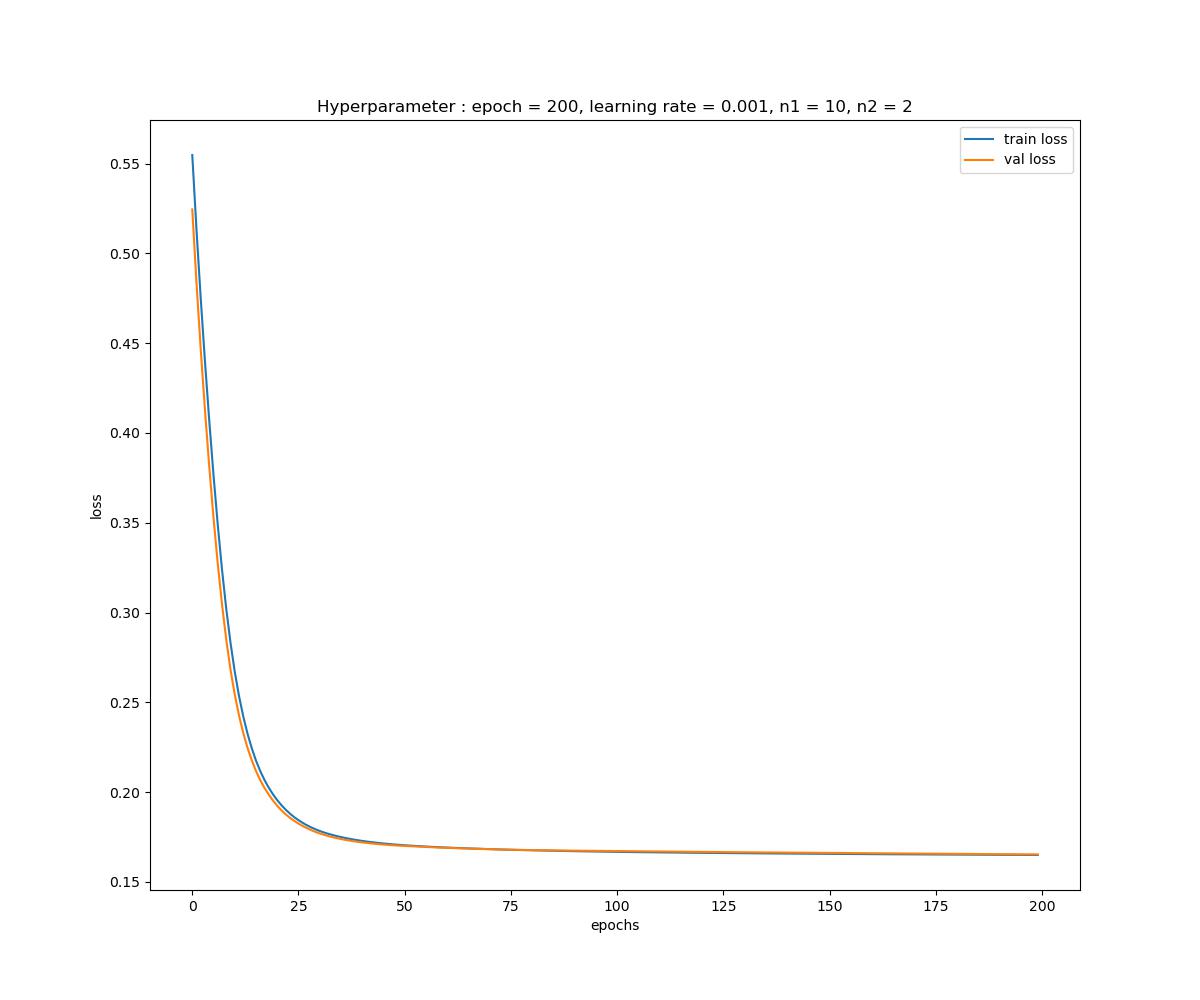 Hyperparameter : epoch = 200, learning rate = 0.001, n1 = 10, n2 = 2
train loss
val loss
0.55
0.50
0.45
0.40
0.35
0.30
0.25
0.20
0.15
loss
0 25 50 75 100 125 150 175 200
epochs